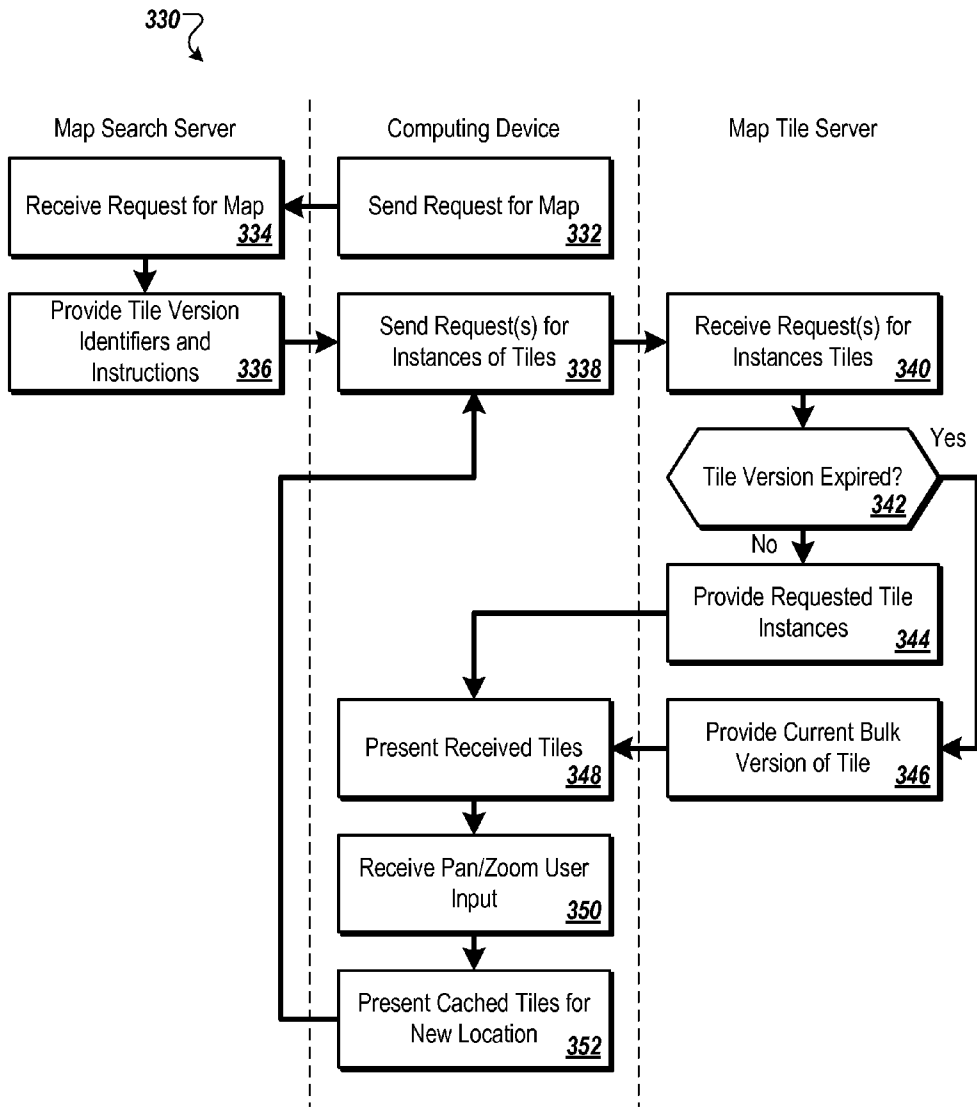 330
Map Search Server
Computing Device
Map Tile Server
Receive Request for Map
334
Send Request for Map
332
Provide Tile Version
Identifiers and
Instructions
336
Send Request(s) for
Instances of Tiles
338
Receive Request(s) for
Instances Tiles
340
Yes
Tile Version Expired?
342
No
Provide Requested Tile
Instances
344
Present Received Tiles
348
Provide Current Bulk
Version of Tile
346
Receive Pan/Zoom User
Input
350
Present Cached Tiles for
New Location
352